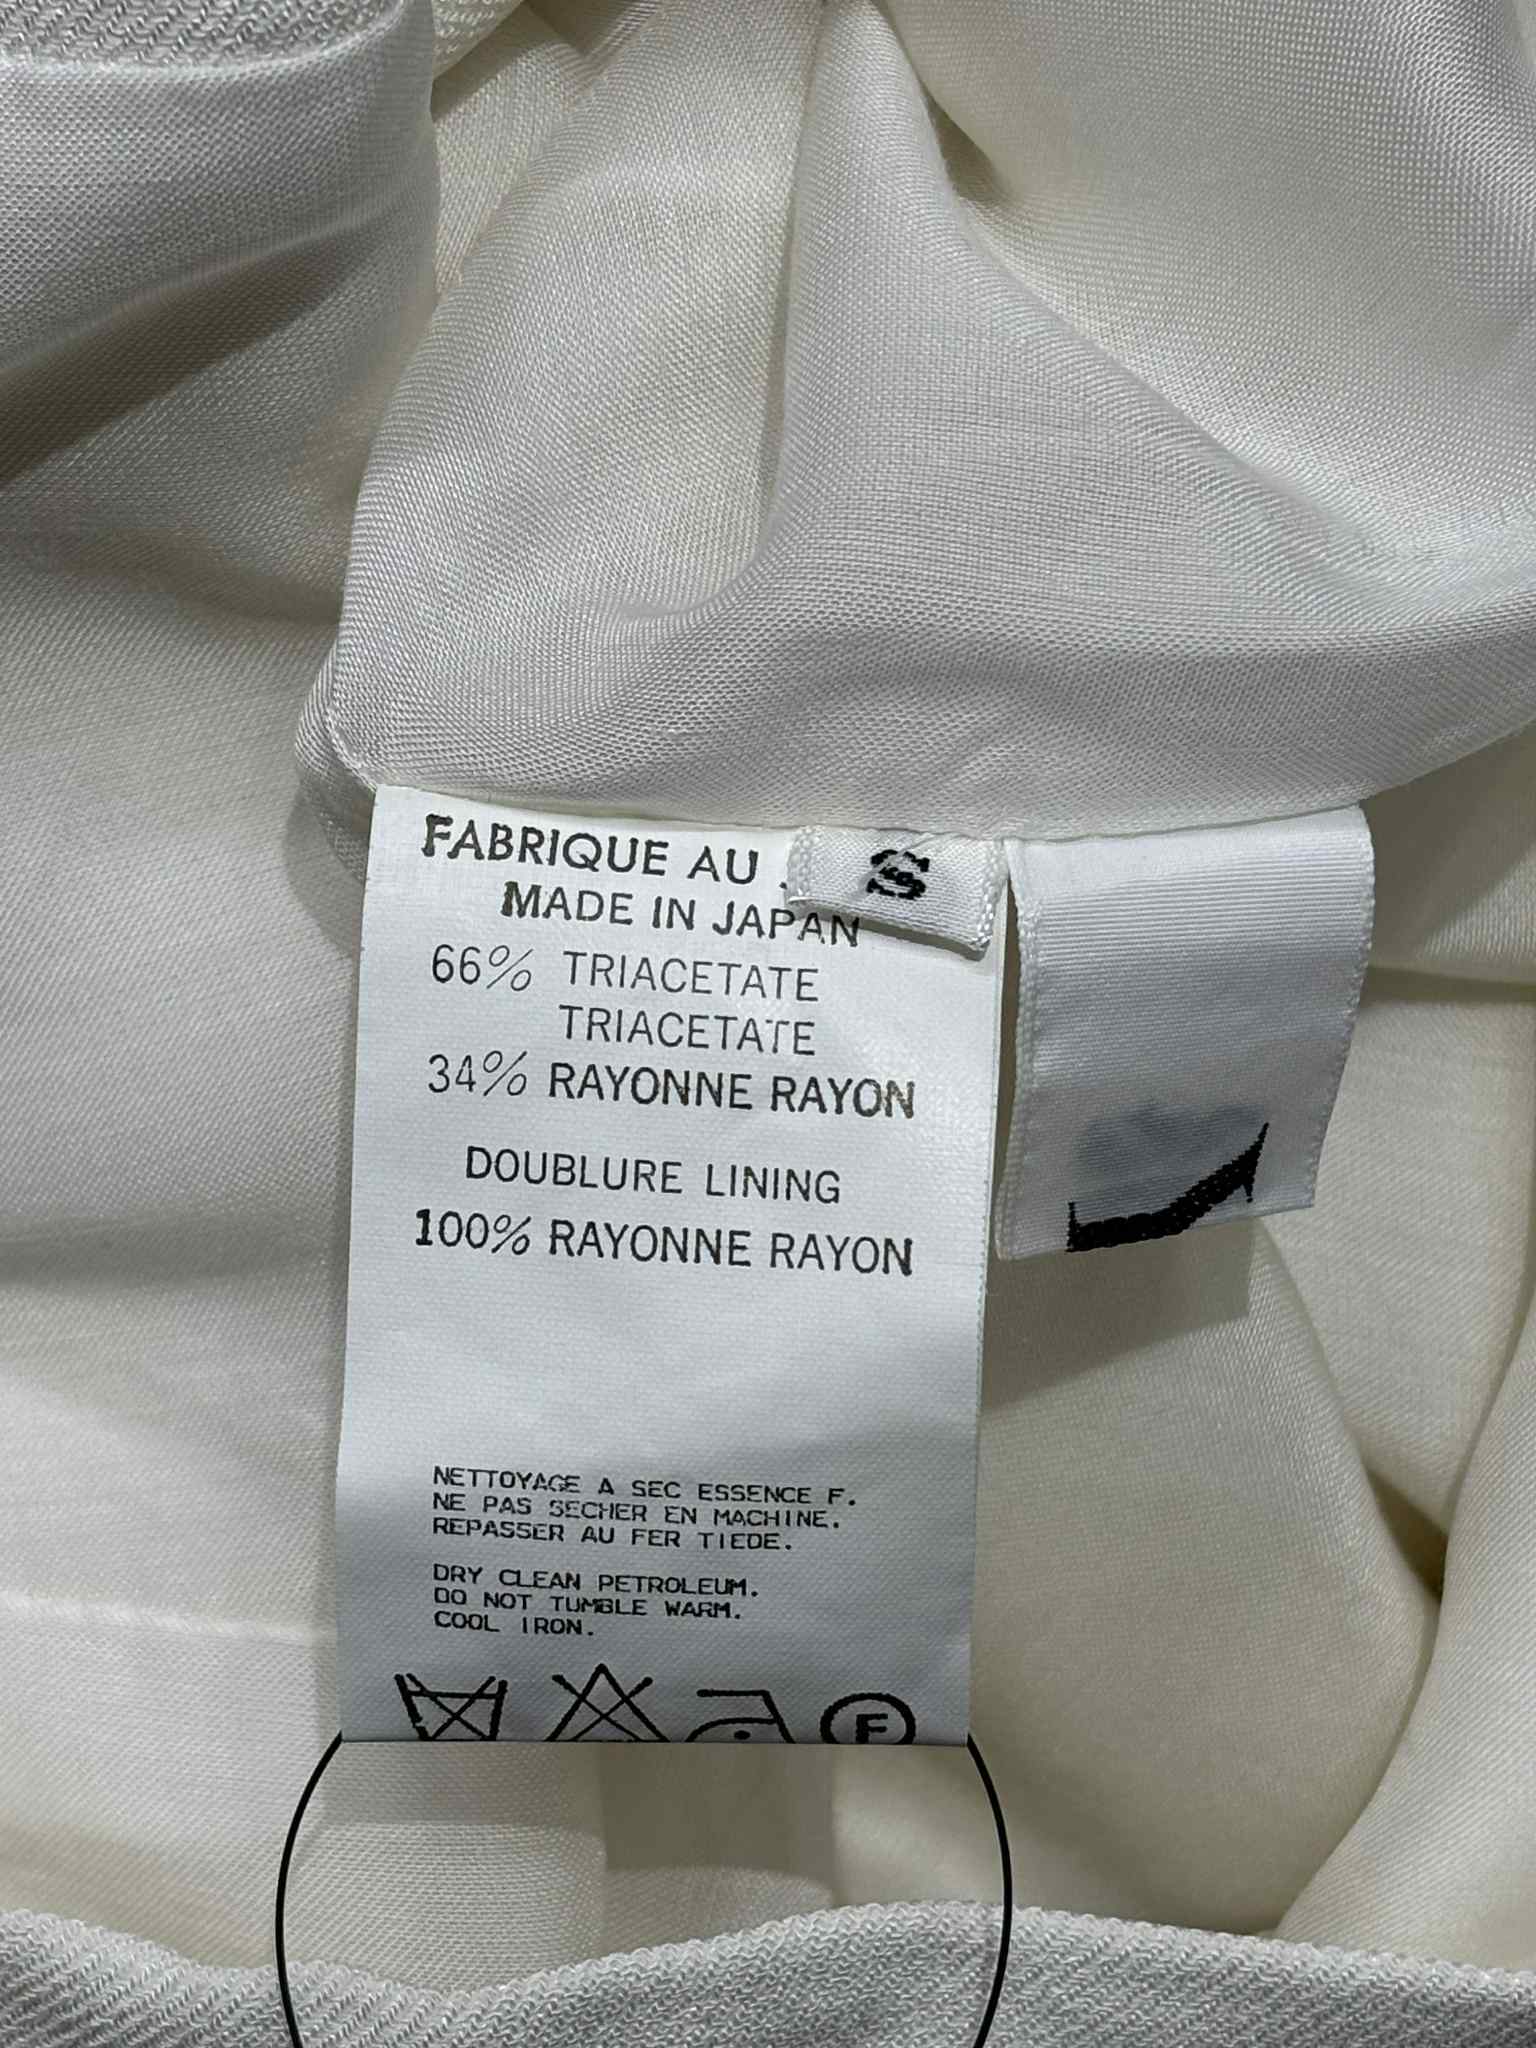 FABRIQUE AU
MADE IN JAPAN
66% TRIACETATE
TRIACETATE
34% RAYONNE RAYON
DOUBLURE LINING
100% RAYONNE RAYON
NETTOYAGE A SEC ESSENCE F.
NE PAS SECHER EN MACHINE.
REPASSER AU FER TIEDE.
DRY CLEAN PETROLEUM.
DO NOT TUMBLE WARM.
COOL IRON.
F